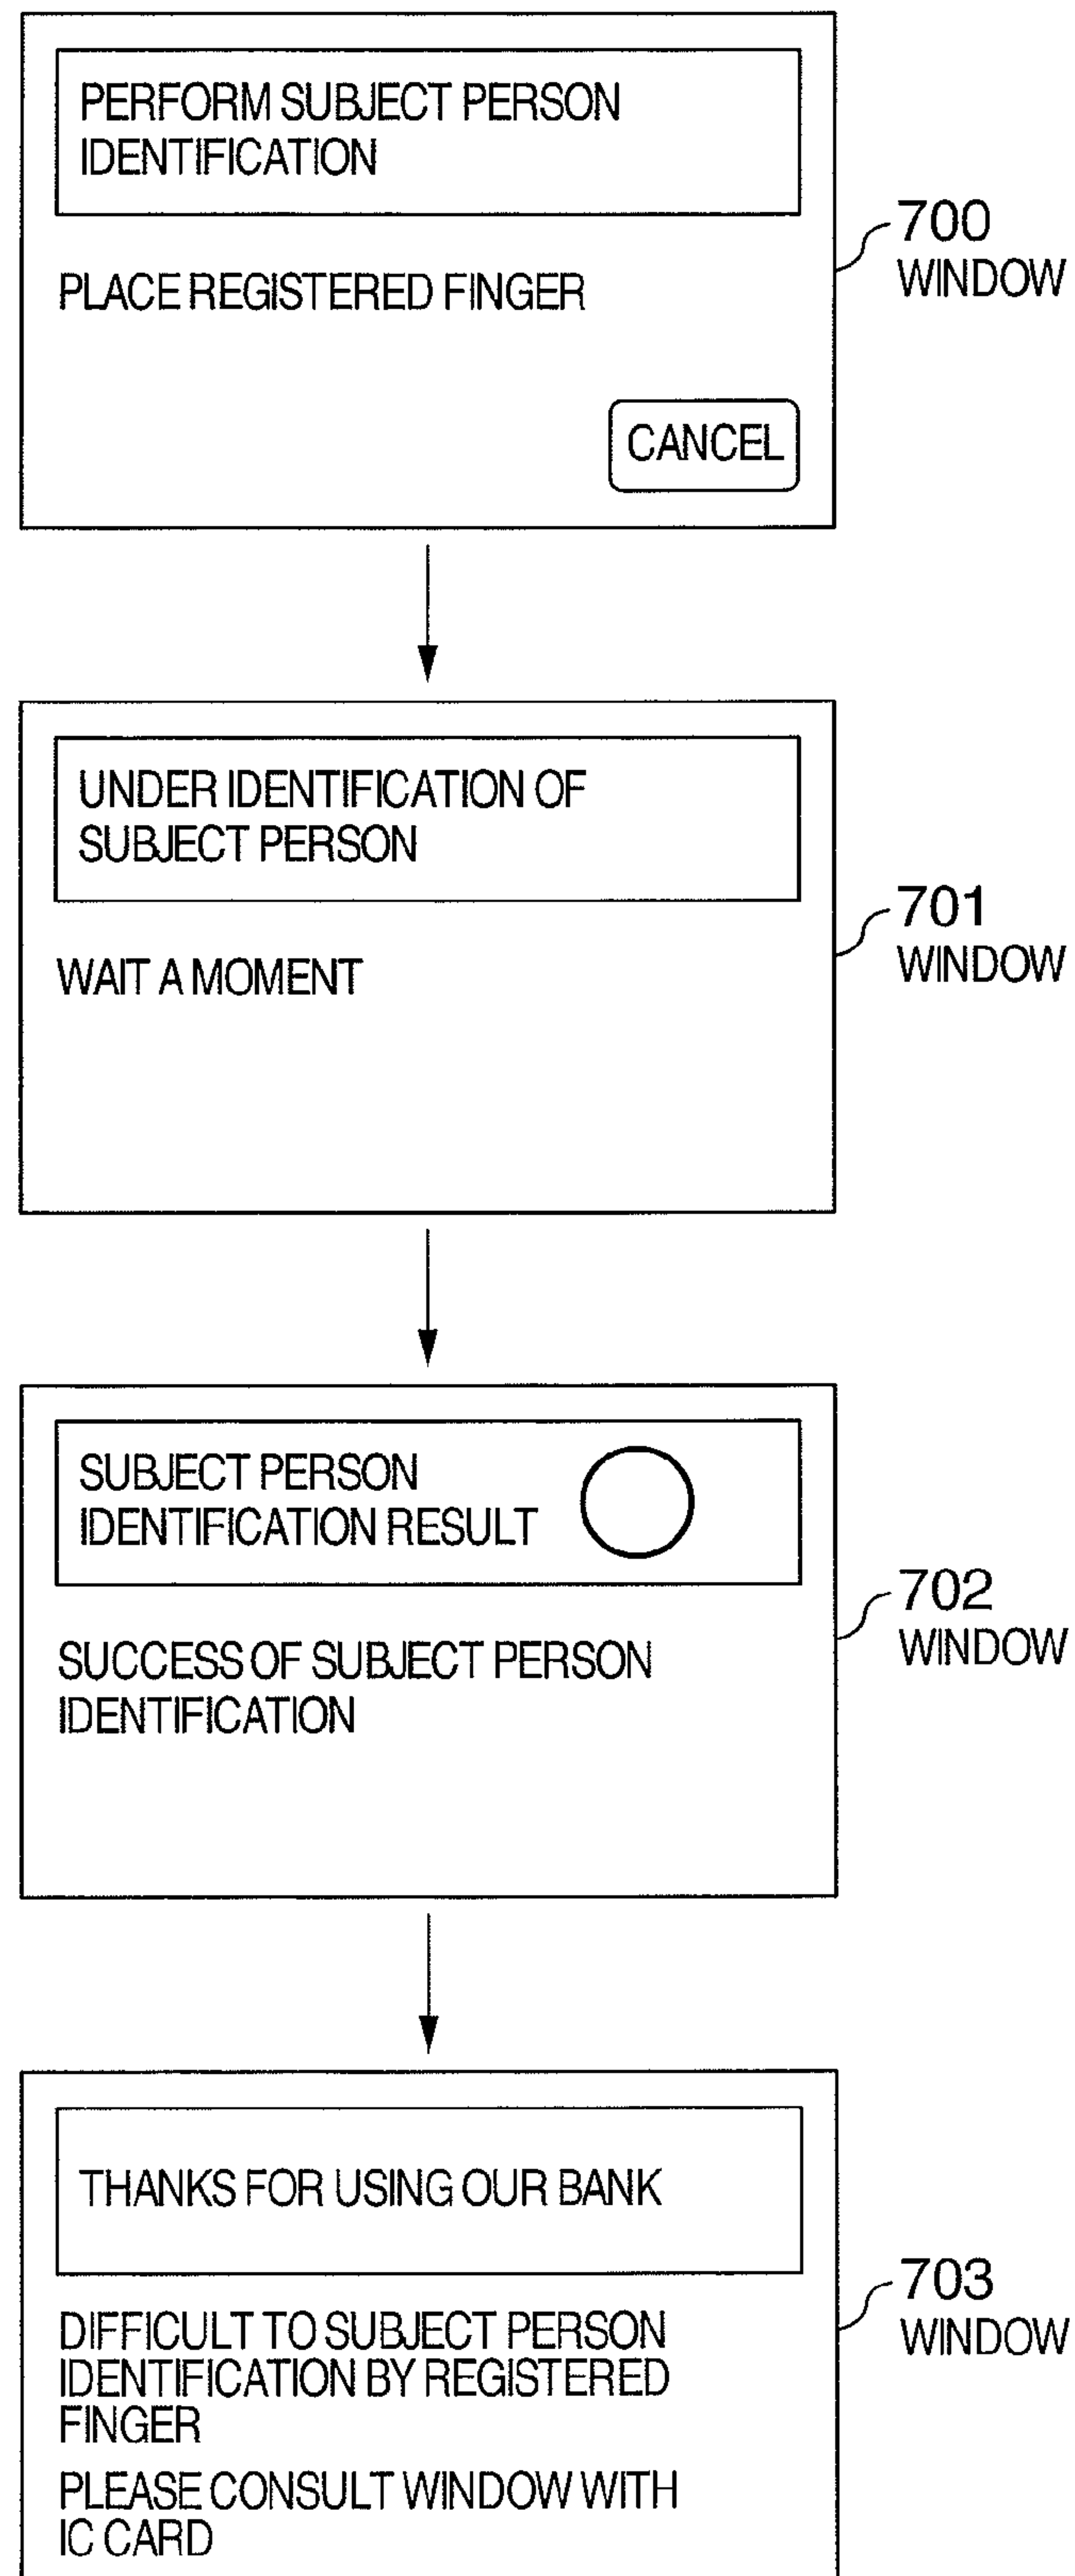 PERFORM SUBJECT PERSON
IDENTIFICATION
PLACE REGISTERED FINGER
CANCEL
700
WINDOW
UNDER IDENTIFICATION OF
SUBJECT PERSON
WAIT A MOMENT
701
WINDOW
SUBJECT PERSON
IDENTIFICATION RESULT
SUCCESS OF SUBJECT PERSON
IDENTIFICATION
702
WINDOW
THANKS FOR USING OUR BANK
DIFFICULT TO SUBJECT PERSON
IDENTIFICATION BY REGISTERED
FINGER
PLEASE CONSULT WINDOW WITH
IC CARD
703
WINDOW